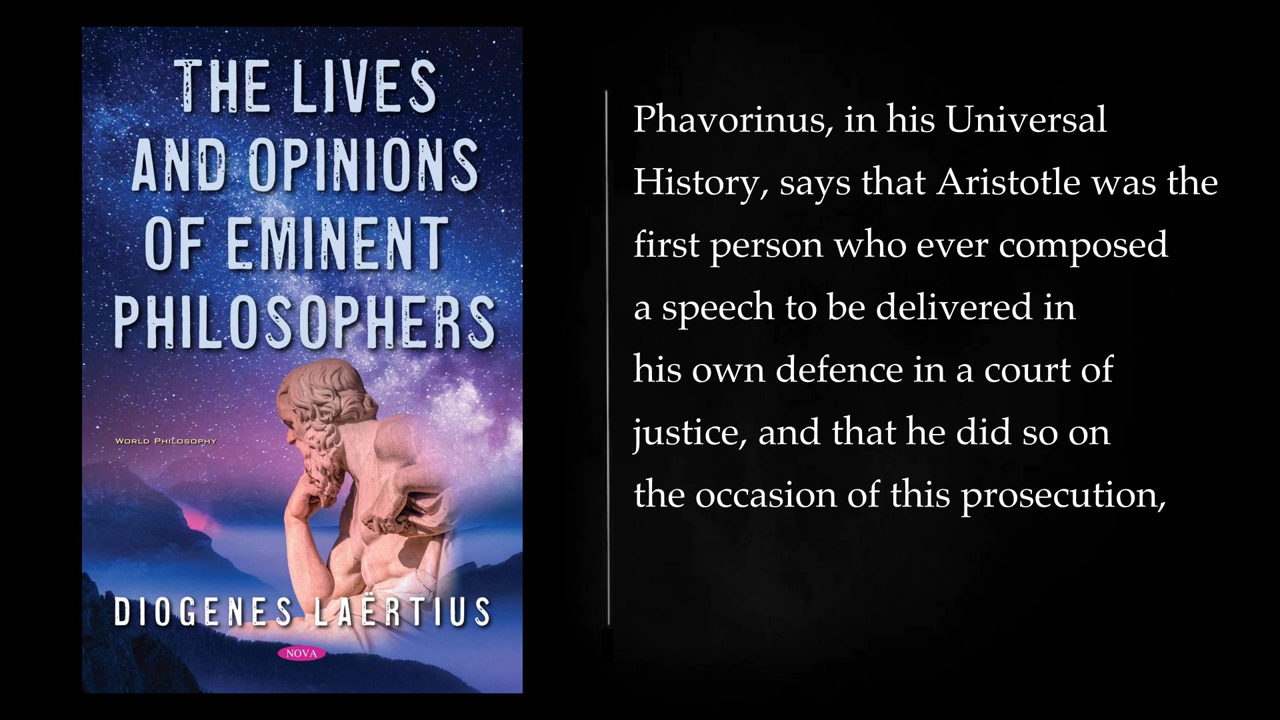 THE LIVES
AND OPINIONS
OF EMINENT
PHILOSOPHERS
WORLD PHILOSOPHY
DIOGENES LAËRTIUS
NOVA
Phavorinus, in his Universal
History, says that Aristotle was the
first person who ever composed
a speech to be delivered in
his own defence in a court of
justice, and that he did so on
the occasion of this prosecution,